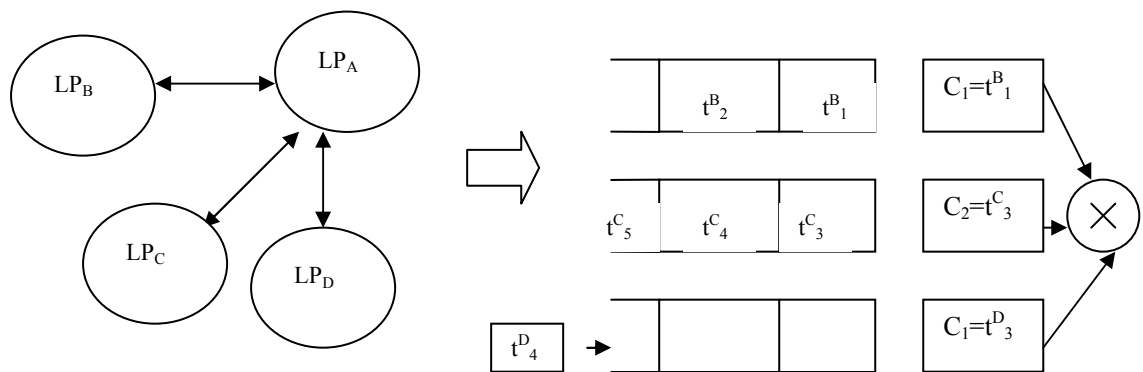 LP_B
LP_A
LP_C
LP_D
t^B_2
t^B_1
C_1=t^B_1
t^C_5
t^C_4
t^C_3
C_2=t^C_3
t^D_4
C_1=t^D_3